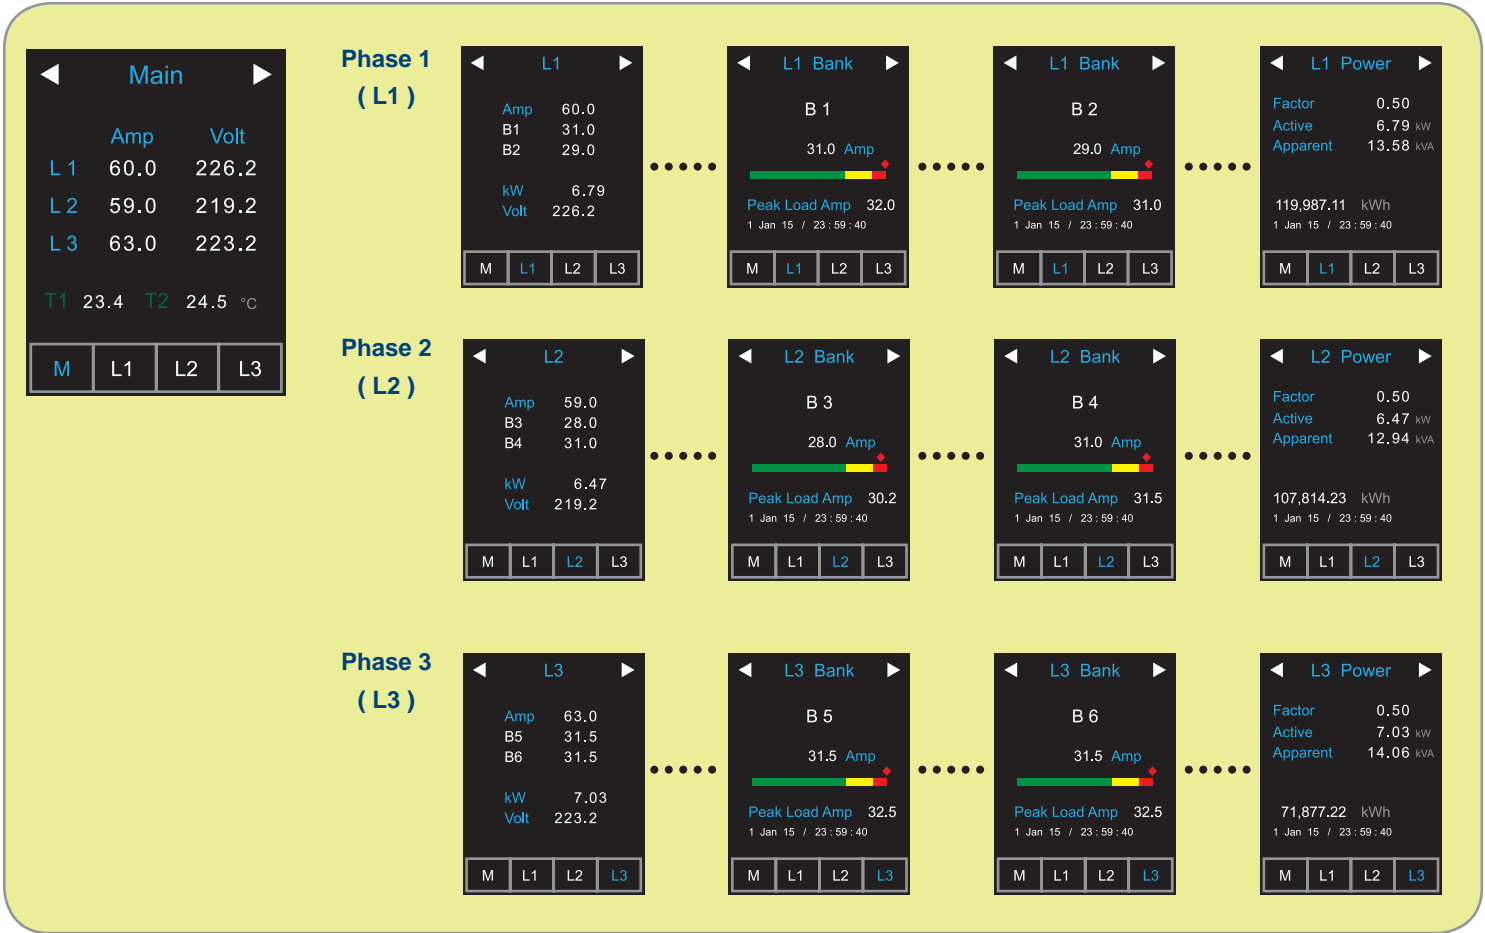 Main
Amp Volt
L 1 60.0 226.2
L 2 59.0 219.2
L 3 63.0 223.2
T1 23.4 T2 24.5 °C
M L1 L2 L3
Phase 1
( L1 )
L1
Amp 60.0
B1 31.0
B2 29.0
kW 6.79
Volt 226.2
M L1 L2 L3
L1 Bank
B 1
31.0 Amp
Peak Load Amp 32.0
1 Jan 15 / 23 : 59 : 40
M L1 L2 L3
L1 Bank
B 2
29.0 Amp
Peak Load Amp 31.0
1 Jan 15 / 23 : 59 : 40
M L1 L2 L3
L1 Power
Factor 0.50
Active 6.79 kW
Apparent 13.58 kVA
119,987.11 kWh
1 Jan 15 / 23 : 59 : 40
M L1 L2 L3
Phase 2
( L2 )
L2
Amp 59.0
B3 28.0
B4 31.0
kW 6.47
Volt 219.2
M L1 L2 L3
L2 Bank
B 3
28.0 Amp
Peak Load Amp 30.2
1 Jan 15 / 23 : 59 : 40
M L1 L2 L3
L2 Bank
B 4
31.0 Amp
Peak Load Amp 31.5
1 Jan 15 / 23 : 59 : 40
M L1 L2 L3
L2 Power
Factor 0.50
Active 6.47 kW
Apparent 12.94 kVA
107,814.23 kWh
1 Jan 15 / 23 : 59 : 40
M L1 L2 L3
Phase 3
( L3 )
L3
Amp 63.0
B5 31.5
B6 31.5
kW 7.03
Volt 223.2
M L1 L2 L3
L3 Bank
B 5
31.5 Amp
Peak Load Amp 32.5
1 Jan 15 / 23 : 59 : 40
M L1 L2 L3
L3 Bank
B 6
31.5 Amp
Peak Load Amp 32.5
1 Jan 15 / 23 : 59 : 40
M L1 L2 L3
L3 Power
Factor 0.50
Active 7.03 kW
Apparent 14.06 kVA
71,877.22 kWh
1 Jan 15 / 23 : 59 : 40
M L1 L2 L3